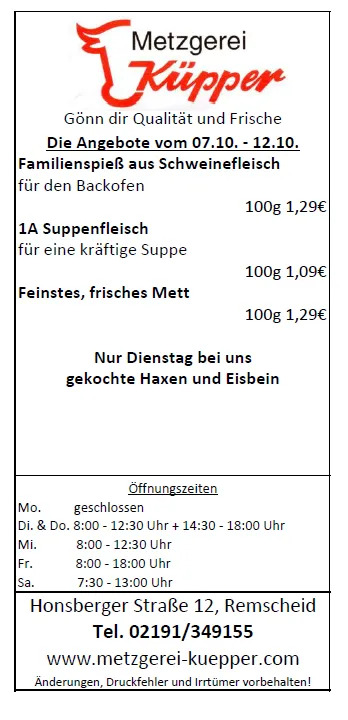 Metzgerei
Küpper
Gönn dir Qualität und Frische
Die Angebote vom 07.10. - 12.10.
Familienspieß aus Schweinefleisch
für den Backofen
100g 1,29€
1A Suppenfleisch
für eine kräftige Suppe
100g 1,09€
Feinstes, frisches Mett
100g 1,29€
Nur Dienstag bei uns
gekochte Haxen und Eisbein
Öffnungszeiten
Mo. geschlossen
Di. & Do. 8:00 - 12:30 Uhr + 14:30 - 18:00 Uhr
Mi. 8:00 - 12:30 Uhr
Fr. 8:00 - 18:00 Uhr
Sa. 7:30 - 13:00 Uhr
Honsberger Straße 12, Remscheid
Tel. 02191/349155
www.metzgerei-kuepper.com
Änderungen, Druckfehler und Irrtümer vorbehalten!